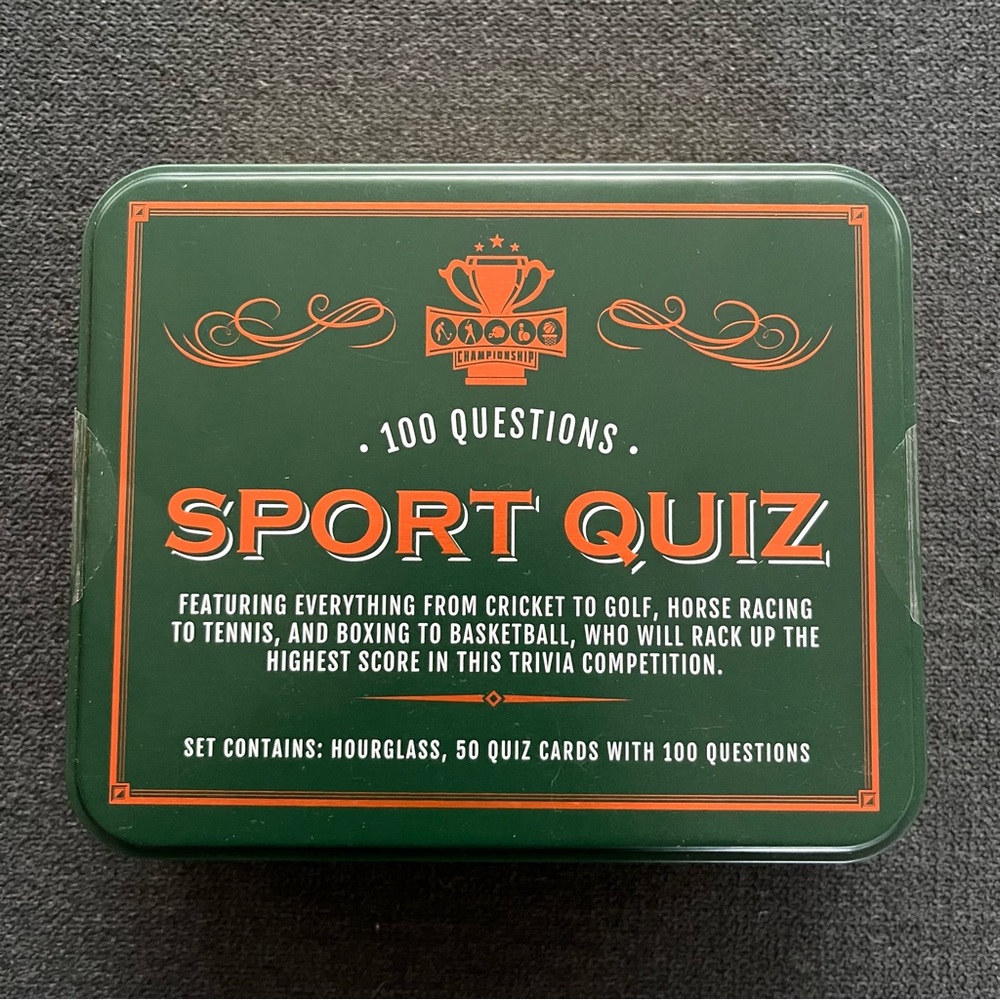 CHAMPIONSHIP
· 100 QUESTIONS ·
SPORT QUIZ
FEATURING EVERYTHING FROM CRICKET TO GOLF, HORSE RACING
TO TENNIS, AND BOXING TO BASKETBALL, WHO WILL RACK UP THE
HIGHEST SCORE IN THIS TRIVIA COMPETITION.
SET CONTAINS: HOURGLASS, 50 QUIZ CARDS WITH 100 QUESTIONS